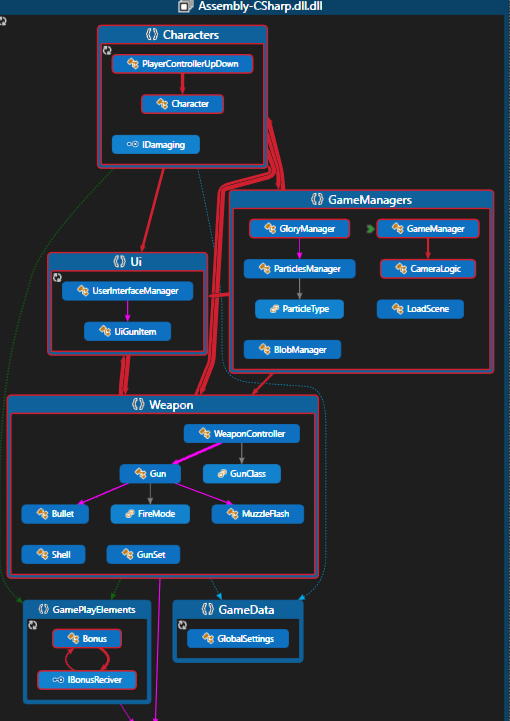 Assembly-CSharp.dll.dll
Characters
PlayerControllerUpDown
Character
IDamaging
GameManagers
GloryManager
GameManager
ParticlesManager
CameraLogic
ParticleType
LoadScene
BlobManager
Ui
UserInterfaceManager
UiGunItem
Weapon
WeaponController
Gun
GunClass
Bullet
FireMode
MuzzleFlash
Shell
GunSet
GamePlayElements
Bonus
IBonusReciver
GameData
GlobalSettings